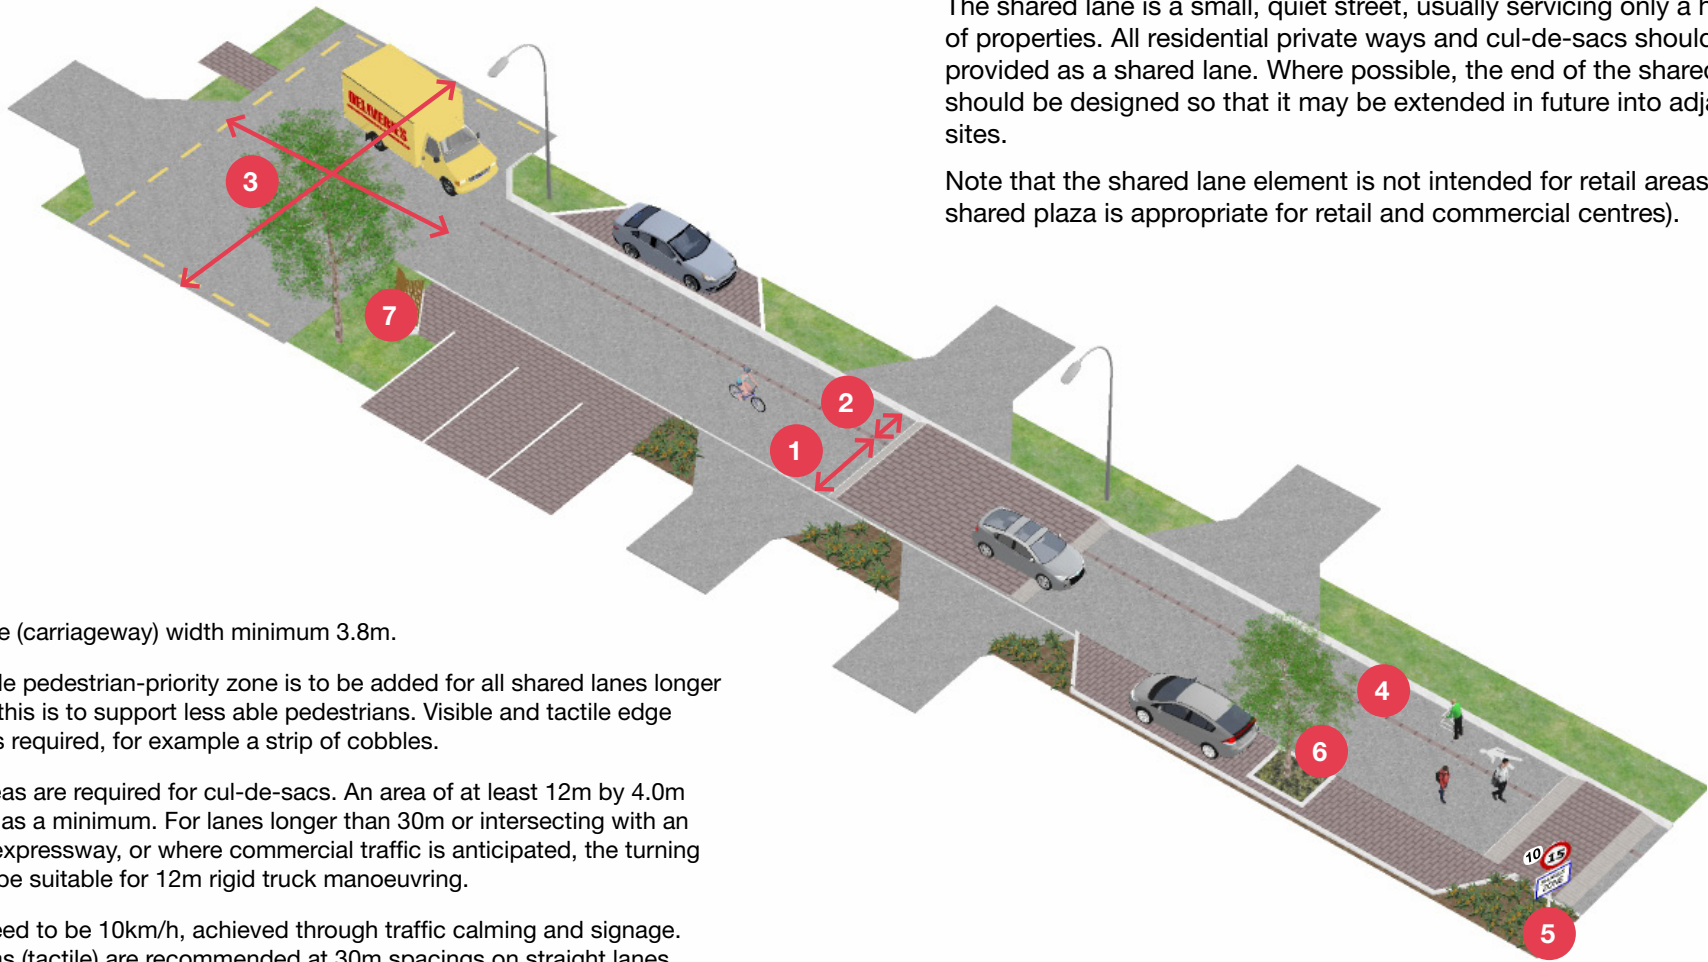 The shared lane is a small, quiet street, usually servicing only a
of properties. All residential private ways and cul-de-sacs
provided as a shared lane. Where possible, the end of the shared
should be designed so that it may be extended in future into
sites.
Note that the shared lane element is not intended for retail areas
shared plaza is appropriate for retail and commercial centres).
DELIVERIES
3
7
2
1
4
6
10 15
SHARED
ZONE
5
(carriageway) width minimum 3.8m.
pedestrian-priority zone is to be added for all shared lanes longer
this is to support less able pedestrians. Visible and tactile edge
required, for example a strip of cobbles.
are required for cul-de-sacs. An area of at least 12m by 4.0m
as a minimum. For lanes longer than 30m or intersecting with an
expressway, or where commercial traffic is anticipated, the turning
be suitable for 12m rigid truck manoeuvring.
to be 10km/h, achieved through traffic calming and signage.
(tactile) are recommended at 30m spacings on straight lanes